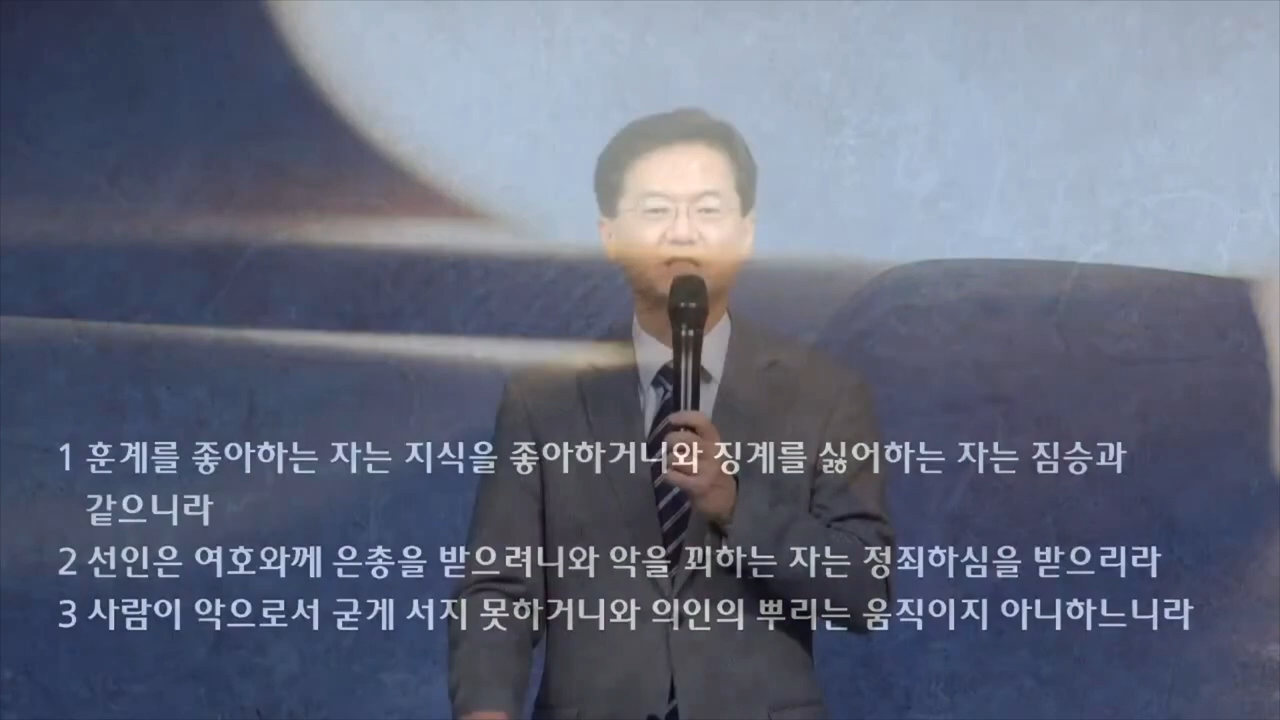 1 훈계를 좋아하는 자는 지식을 좋아하거니와 징계를 싫어하는 자는 짐승과
같으니라
2 선인은 여호와께 은총을 받으려니와 악을 꾀하는 자는 정죄하심을 받으리라
3 사람이 악으로서 굳게 서지 못하거니와 의인의 뿌리는 움직이지 아니하느니라